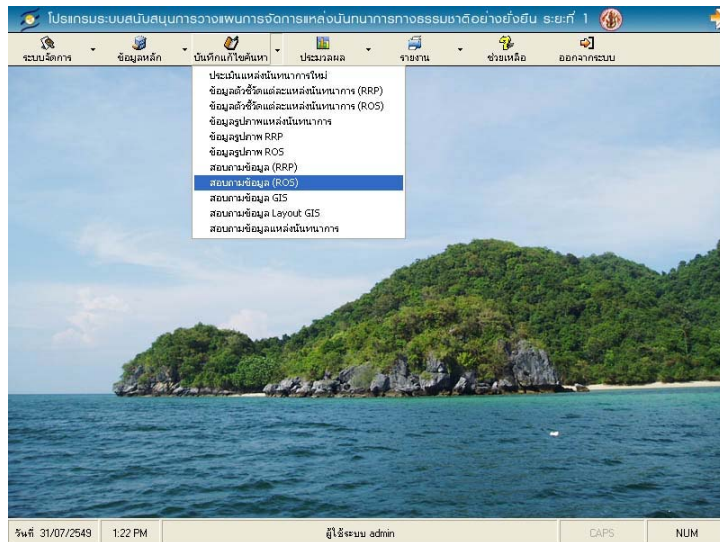 โปรแกรมระบบสนับสนุนการวางแผนการจัดการแหล่งนันทนาการทางธรรมชาติอย่างยั่งยืน ระยะที่ 1
ระบบจัดการ ข้อมูลหลัก บันทึกแก้ไขค้นหา ประมวลผล รายงาน ช่วยเหลือ ออกจากระบบ
ประเมินแหล่งนันทนาการใหม่
ข้อมูลตัวชี้วัดแต่ละแหล่งนันทนาการ (RRP)
ข้อมูลตัวชี้วัดแต่ละแหล่งนันทนาการ (ROS)
ข้อมูลรูปภาพแหล่งนันทนาการ
ข้อมูลรูปภาพ RRP
ข้อมูลรูปภาพ ROS
สอบถามข้อมูล (RRP)
สอบถามข้อมูล (ROS)
สอบถามข้อมูล GIS
สอบถามข้อมูล Layout GIS
สอบถามข้อมูลแหล่งนันทนาการ
วันที่ 31/07/2549 1:22 PM ผู้ใช้ระบบ admin CAPS NUM